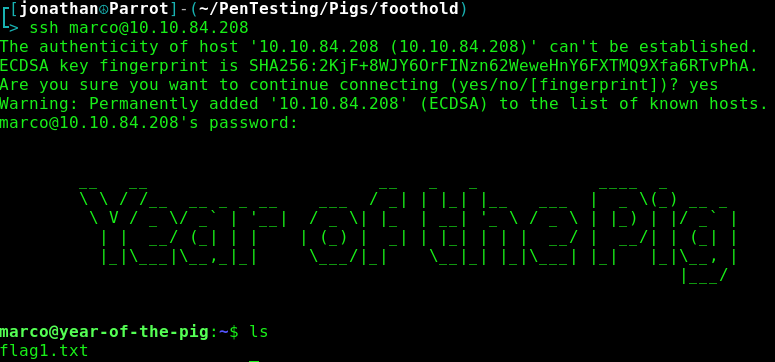 [jonathan☮Parrot]-(~/PenTesting/Pigs/foothold)
> ssh marco@10.10.84.208
The authenticity of host '10.10.84.208 (10.10.84.208)' can't be established.
ECDSA key fingerprint is SHA256:2KjF+8WJY6OrFINzn62WeweHnY6FXTMQ9Xfa6RTvPhA.
Are you sure you want to continue connecting (yes/no/[fingerprint])? yes
Warning: Permanently added '10.10.84.208' (ECDSA) to the list of known hosts.
marco@10.10.84.208's password:
Year of the Pig
marco@year-of-the-pig:~$ ls
flag1.txt